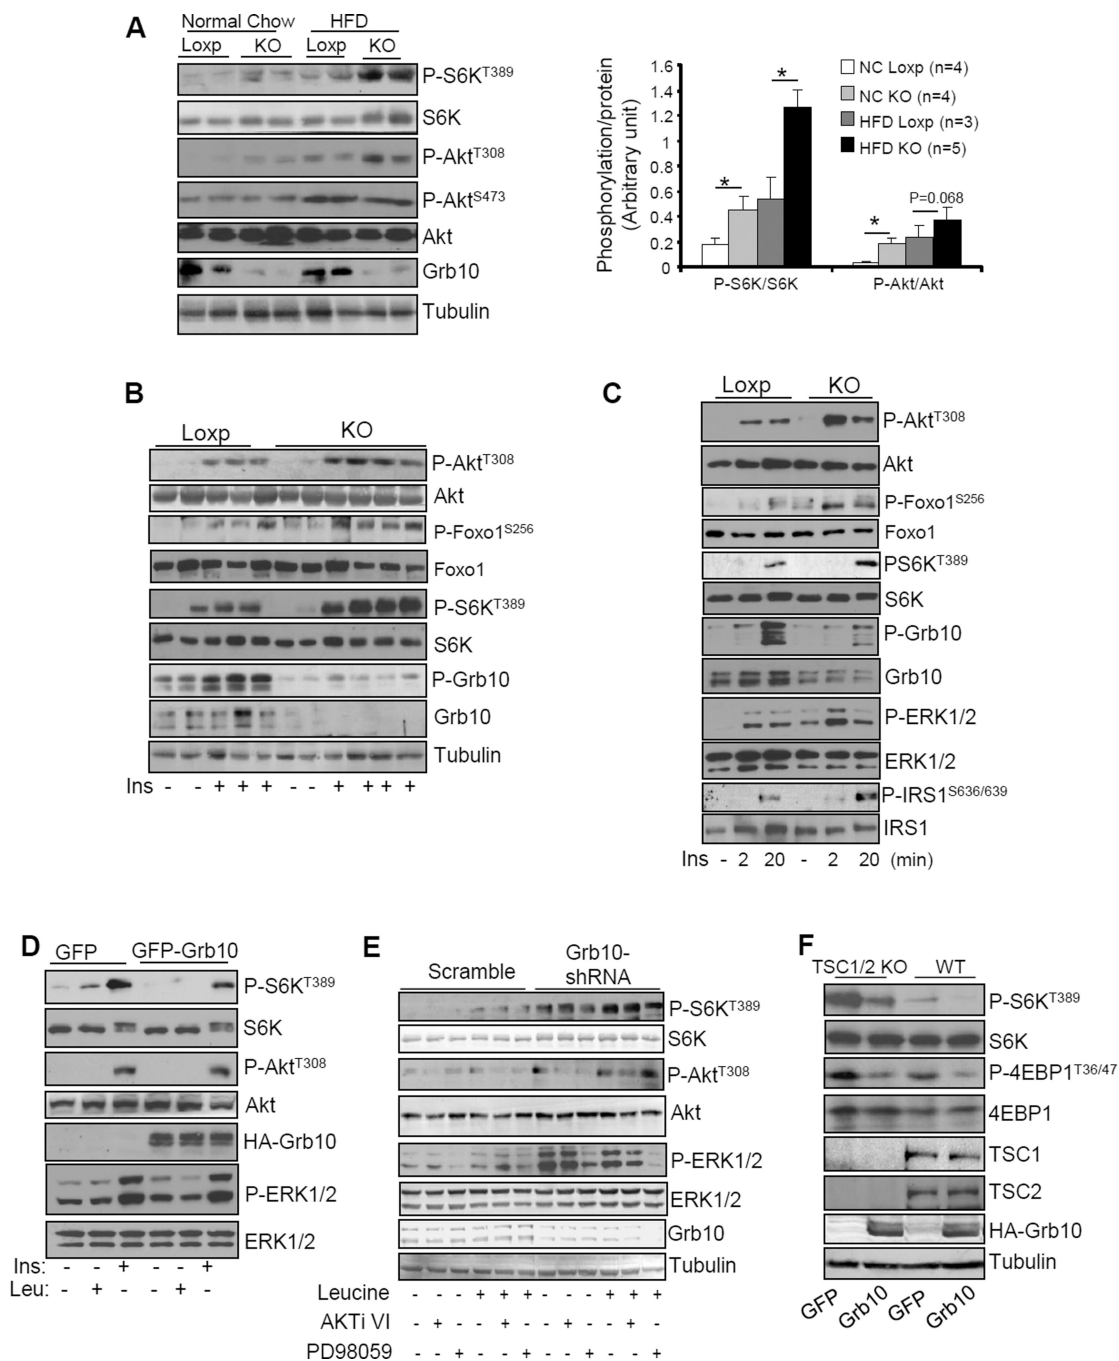 A
Normal Chow HFD
Loxp KO Loxp KO
P-S6K^T389
S6K
P-Akt^T308
P-Akt^S473
Akt
Grb10
Tubulin
Phosphorylation/protein
(Arbitrary unit)
1.6
1.4
1.2
1.0
0.8
0.6
0.4
0.2
0
* * * P=0.068
P-S6K/S6K P-Akt/Akt
NC Loxp (n=4)
NC KO (n=4)
HFD Loxp (n=3)
HFD KO (n=5)
B
Loxp KO
P-Akt^T308
Akt
P-Foxo1^S256
Foxo1
P-S6K^T389
S6K
P-Grb10
Grb10
Tubulin
Ins - - + + + - - + + + +
C
Loxp KO
P-Akt^T308
Akt
P-Foxo1^S256
Foxo1
PS6K^T389
S6K
P-Grb10
Grb10
P-ERK1/2
ERK1/2
P-IRS1^S636/639
IRS1
Ins - 2 20 - 2 20 (min)
D
GFP GFP-Grb10
P-S6K^T389
S6K
P-Akt^T308
Akt
HA-Grb10
P-ERK1/2
ERK1/2
Ins: - - + - - +
Leu: - + - - + -
E
Scramble Grb10-
shRNA
P-S6K^T389
S6K
P-Akt^T308
Akt
P-ERK1/2
ERK1/2
Grb10
Tubulin
Leucine - - - + + + - - - + + +
AKTi VI - + - - + - - + - - + -
PD98059 - - + - - + - - + - - +
F
TSC1/2 KO WT
P-S6K^T389
S6K
P-4EBP1^T36/47
4EBP1
TSC1
TSC2
HA-Grb10
Tubulin
GFP Grb10 GFP Grb10